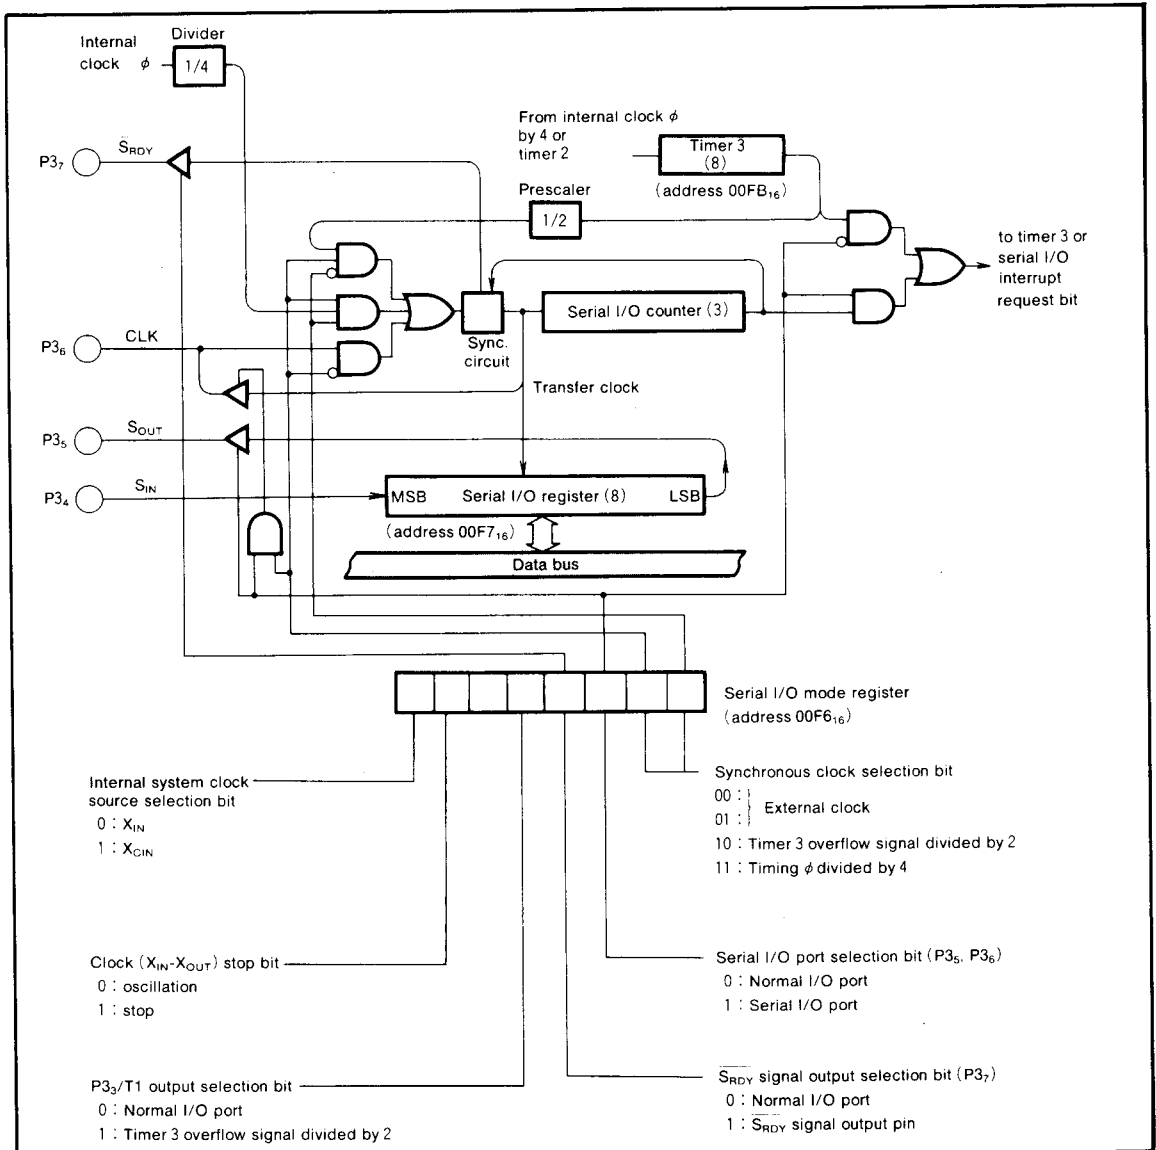 Divider
Internal
clock φ
1/4
From internal clock φ
by 4 or
timer 2
Timer 3
(8)
(address 00FB₁₆)
P3₇
S̅R̅D̅Y̅
Prescaler
1/2
to timer 3 or
serial I/O
interrupt
request bit
Serial I/O counter (3)
Sync.
circuit
P3₆
CLK
Transfer clock
P3₅
SOUT
P3₄
SIN
MSB Serial I/O register (8) LSB
(address 00F7₁₆)
Data bus
Serial I/O mode register
(address 00F6₁₆)
Internal system clock
source selection bit
0 : XIN
1 : XCIN
Synchronous clock selection bit
00 :
01 :
External clock
10 : Timer 3 overflow signal divided by 2
11 : Timing φ divided by 4
Clock (XIN-XOUT) stop bit
0 : oscillation
1 : stop
Serial I/O port selection bit (P3₅, P3₆)
0 : Normal I/O port
1 : Serial I/O port
P3₃/T1 output selection bit
0 : Normal I/O port
1 : Timer 3 overflow signal divided by 2
S̅R̅D̅Y̅ signal output selection bit (P3₇)
0 : Normal I/O port
1 : S̅R̅D̅Y̅ signal output pin